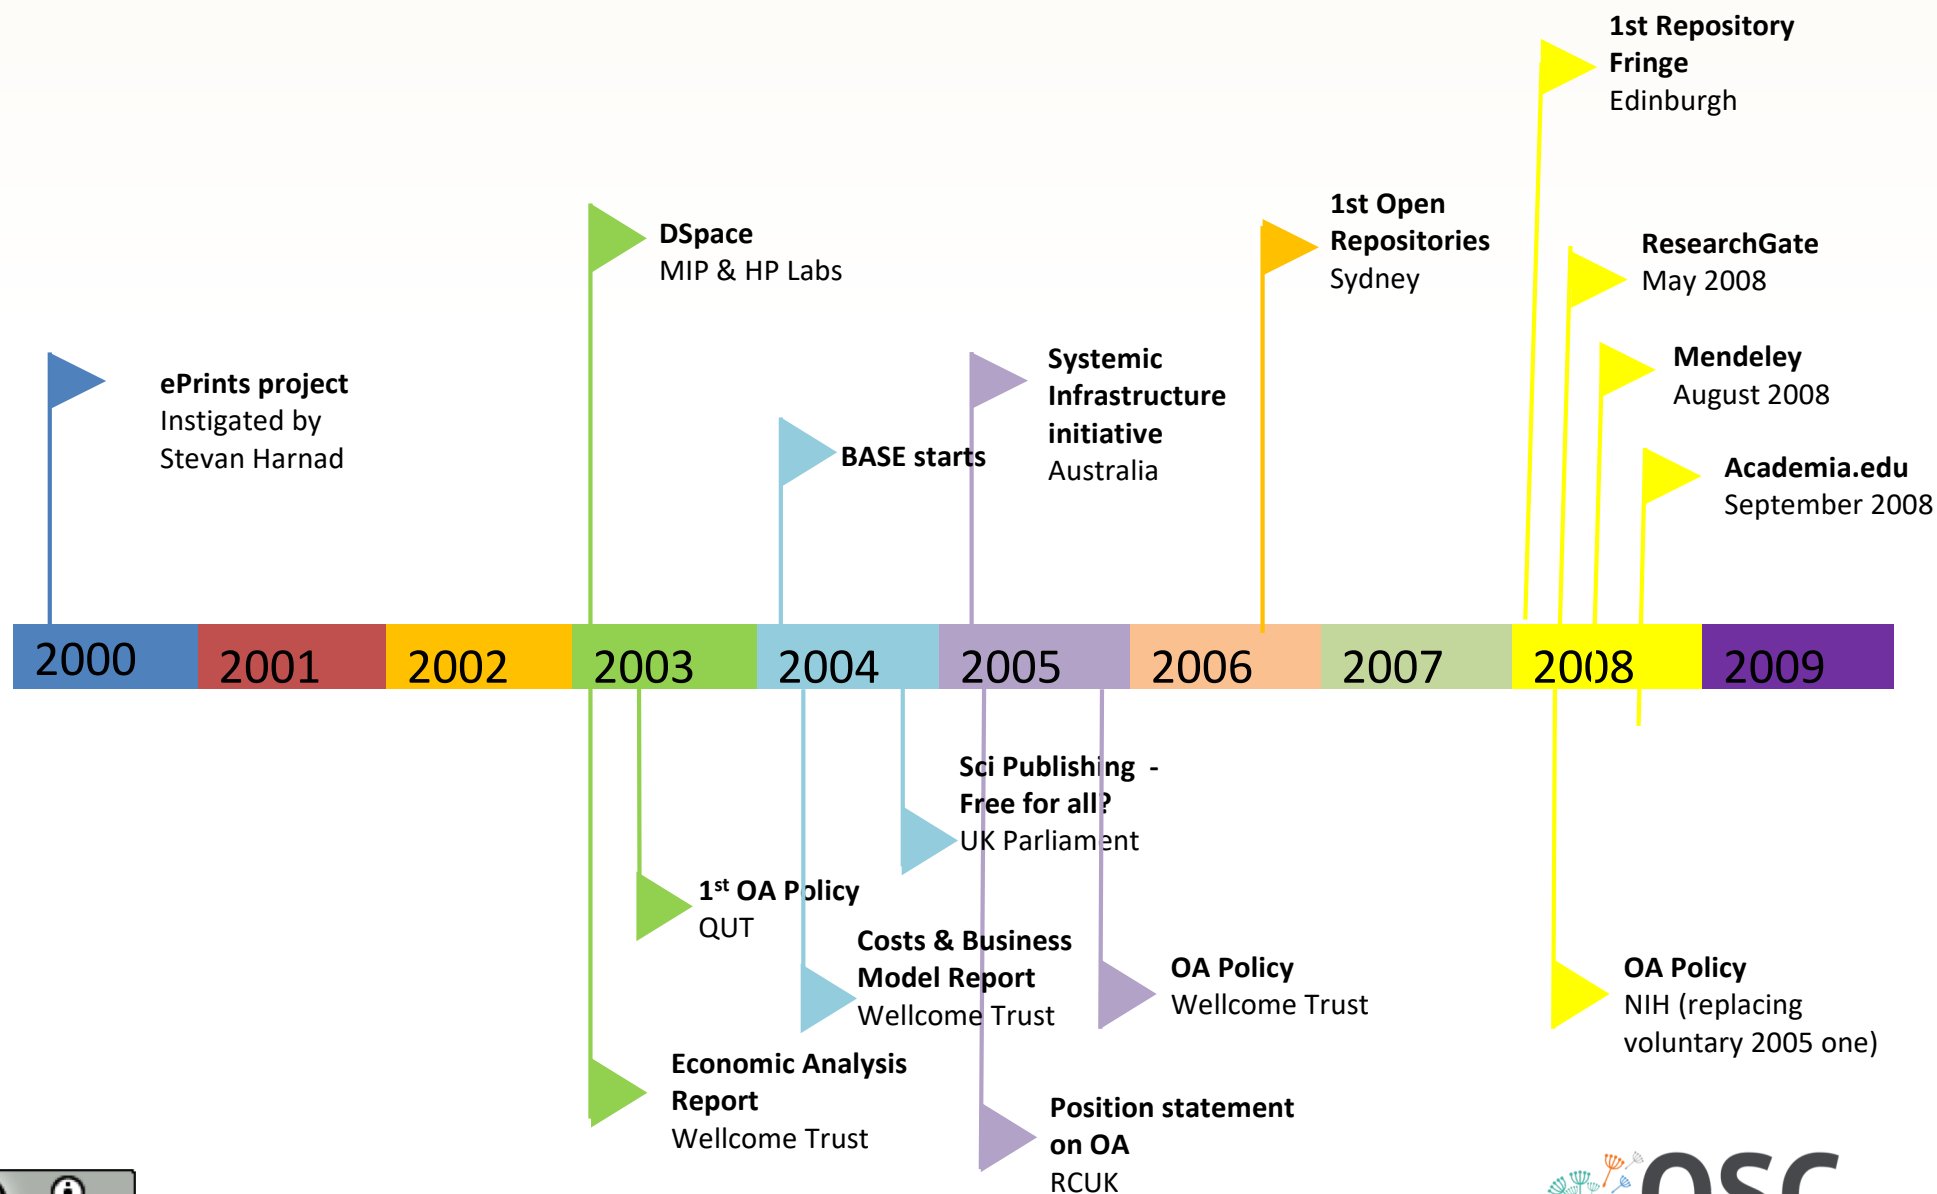 1st Repository
Fringe
Edinburgh
DSpace
MIP & HP Labs
1st Open
Repositories
Sydney
ResearchGate
May 2008
ePrints project
Instigated by
Stevan Harnad
BASE starts
Systemic
Infrastructure
initiative
Australia
Mendeley
August 2008
Academia.edu
September 2008
2000 2001 2002 2003 2004 2005 2006 2007 2008 2009
Sci Publishing -
Free for all?
UK Parliament
1st OA Policy
QUT
Costs & Business
Model Report
Wellcome Trust
OA Policy
Wellcome Trust
OA Policy
NIH (replacing
voluntary 2005 one)
Economic Analysis
Report
Wellcome Trust
Position statement
on OA
RCUK
OSC